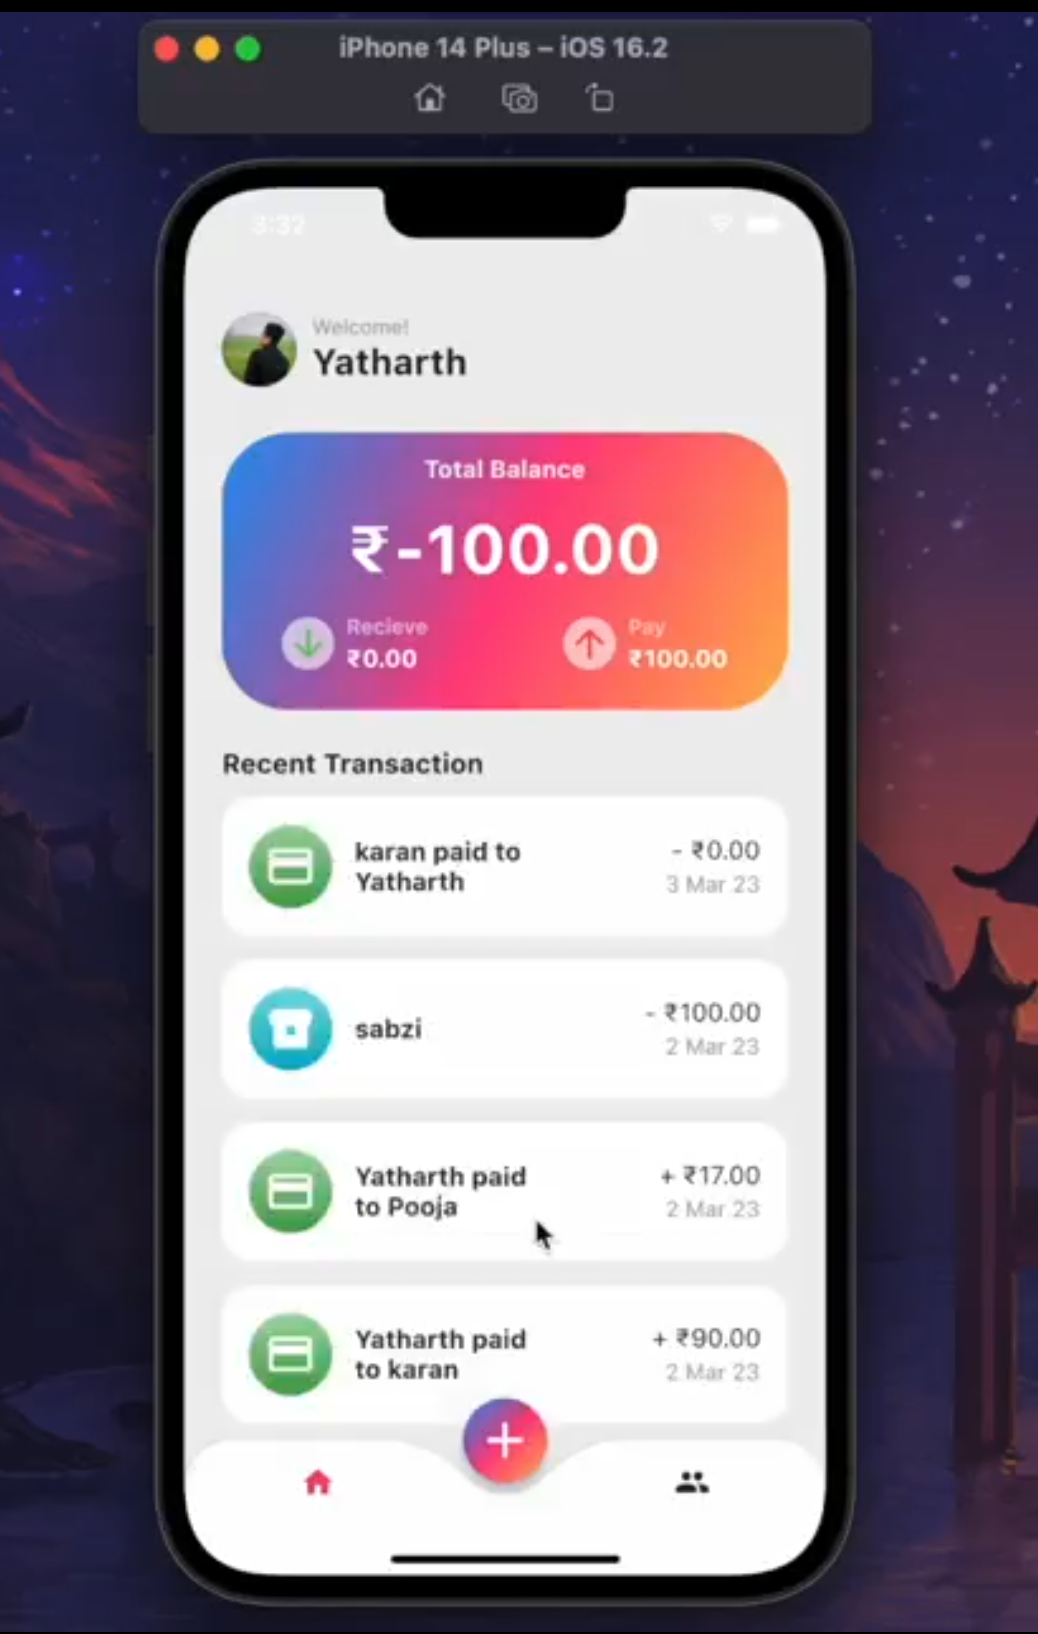 iPhone 14 Plus – iOS 16.2
3:32
Welcome!
Yatharth
Total Balance
₹-100.00
Recieve
₹0.00
Pay
₹100.00
Recent Transaction
karan paid to
Yatharth
- ₹0.00
3 Mar 23
sabzi
- ₹100.00
2 Mar 23
Yatharth paid
to Pooja
+ ₹17.00
2 Mar 23
Yatharth paid
to karan
+ ₹90.00
2 Mar 23